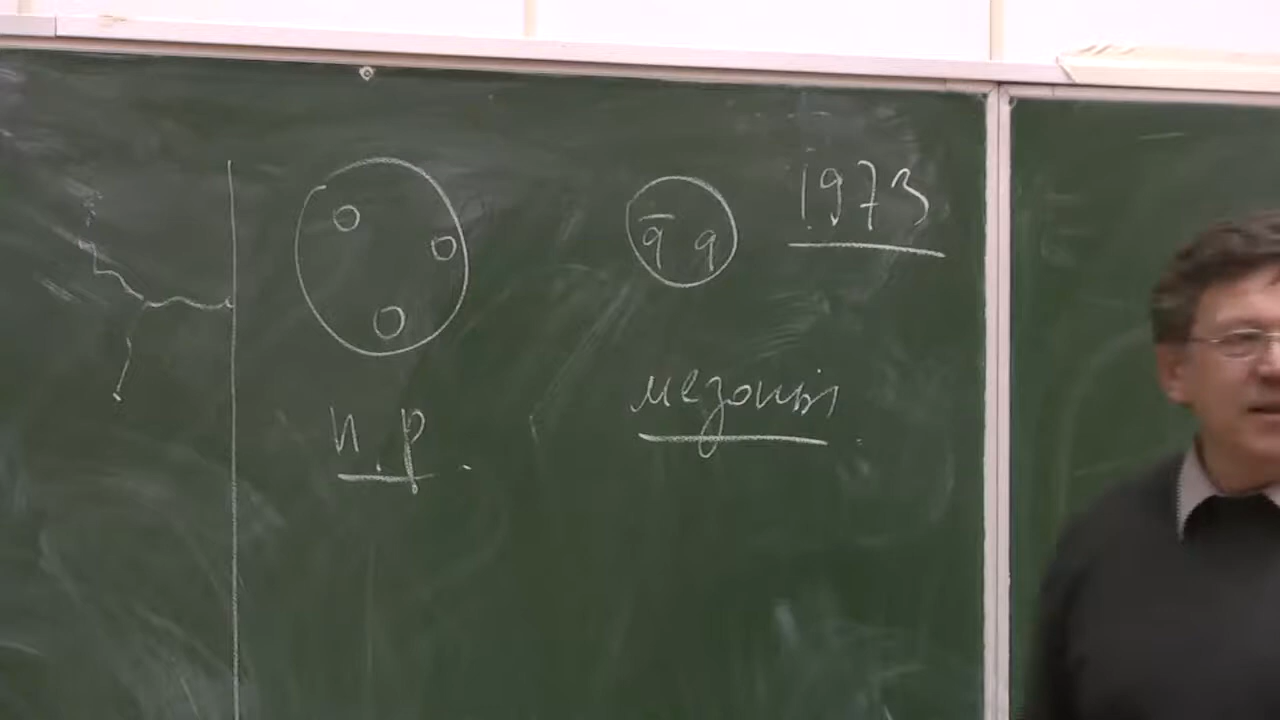 q̄ q
1973
n, p.
мезоны.